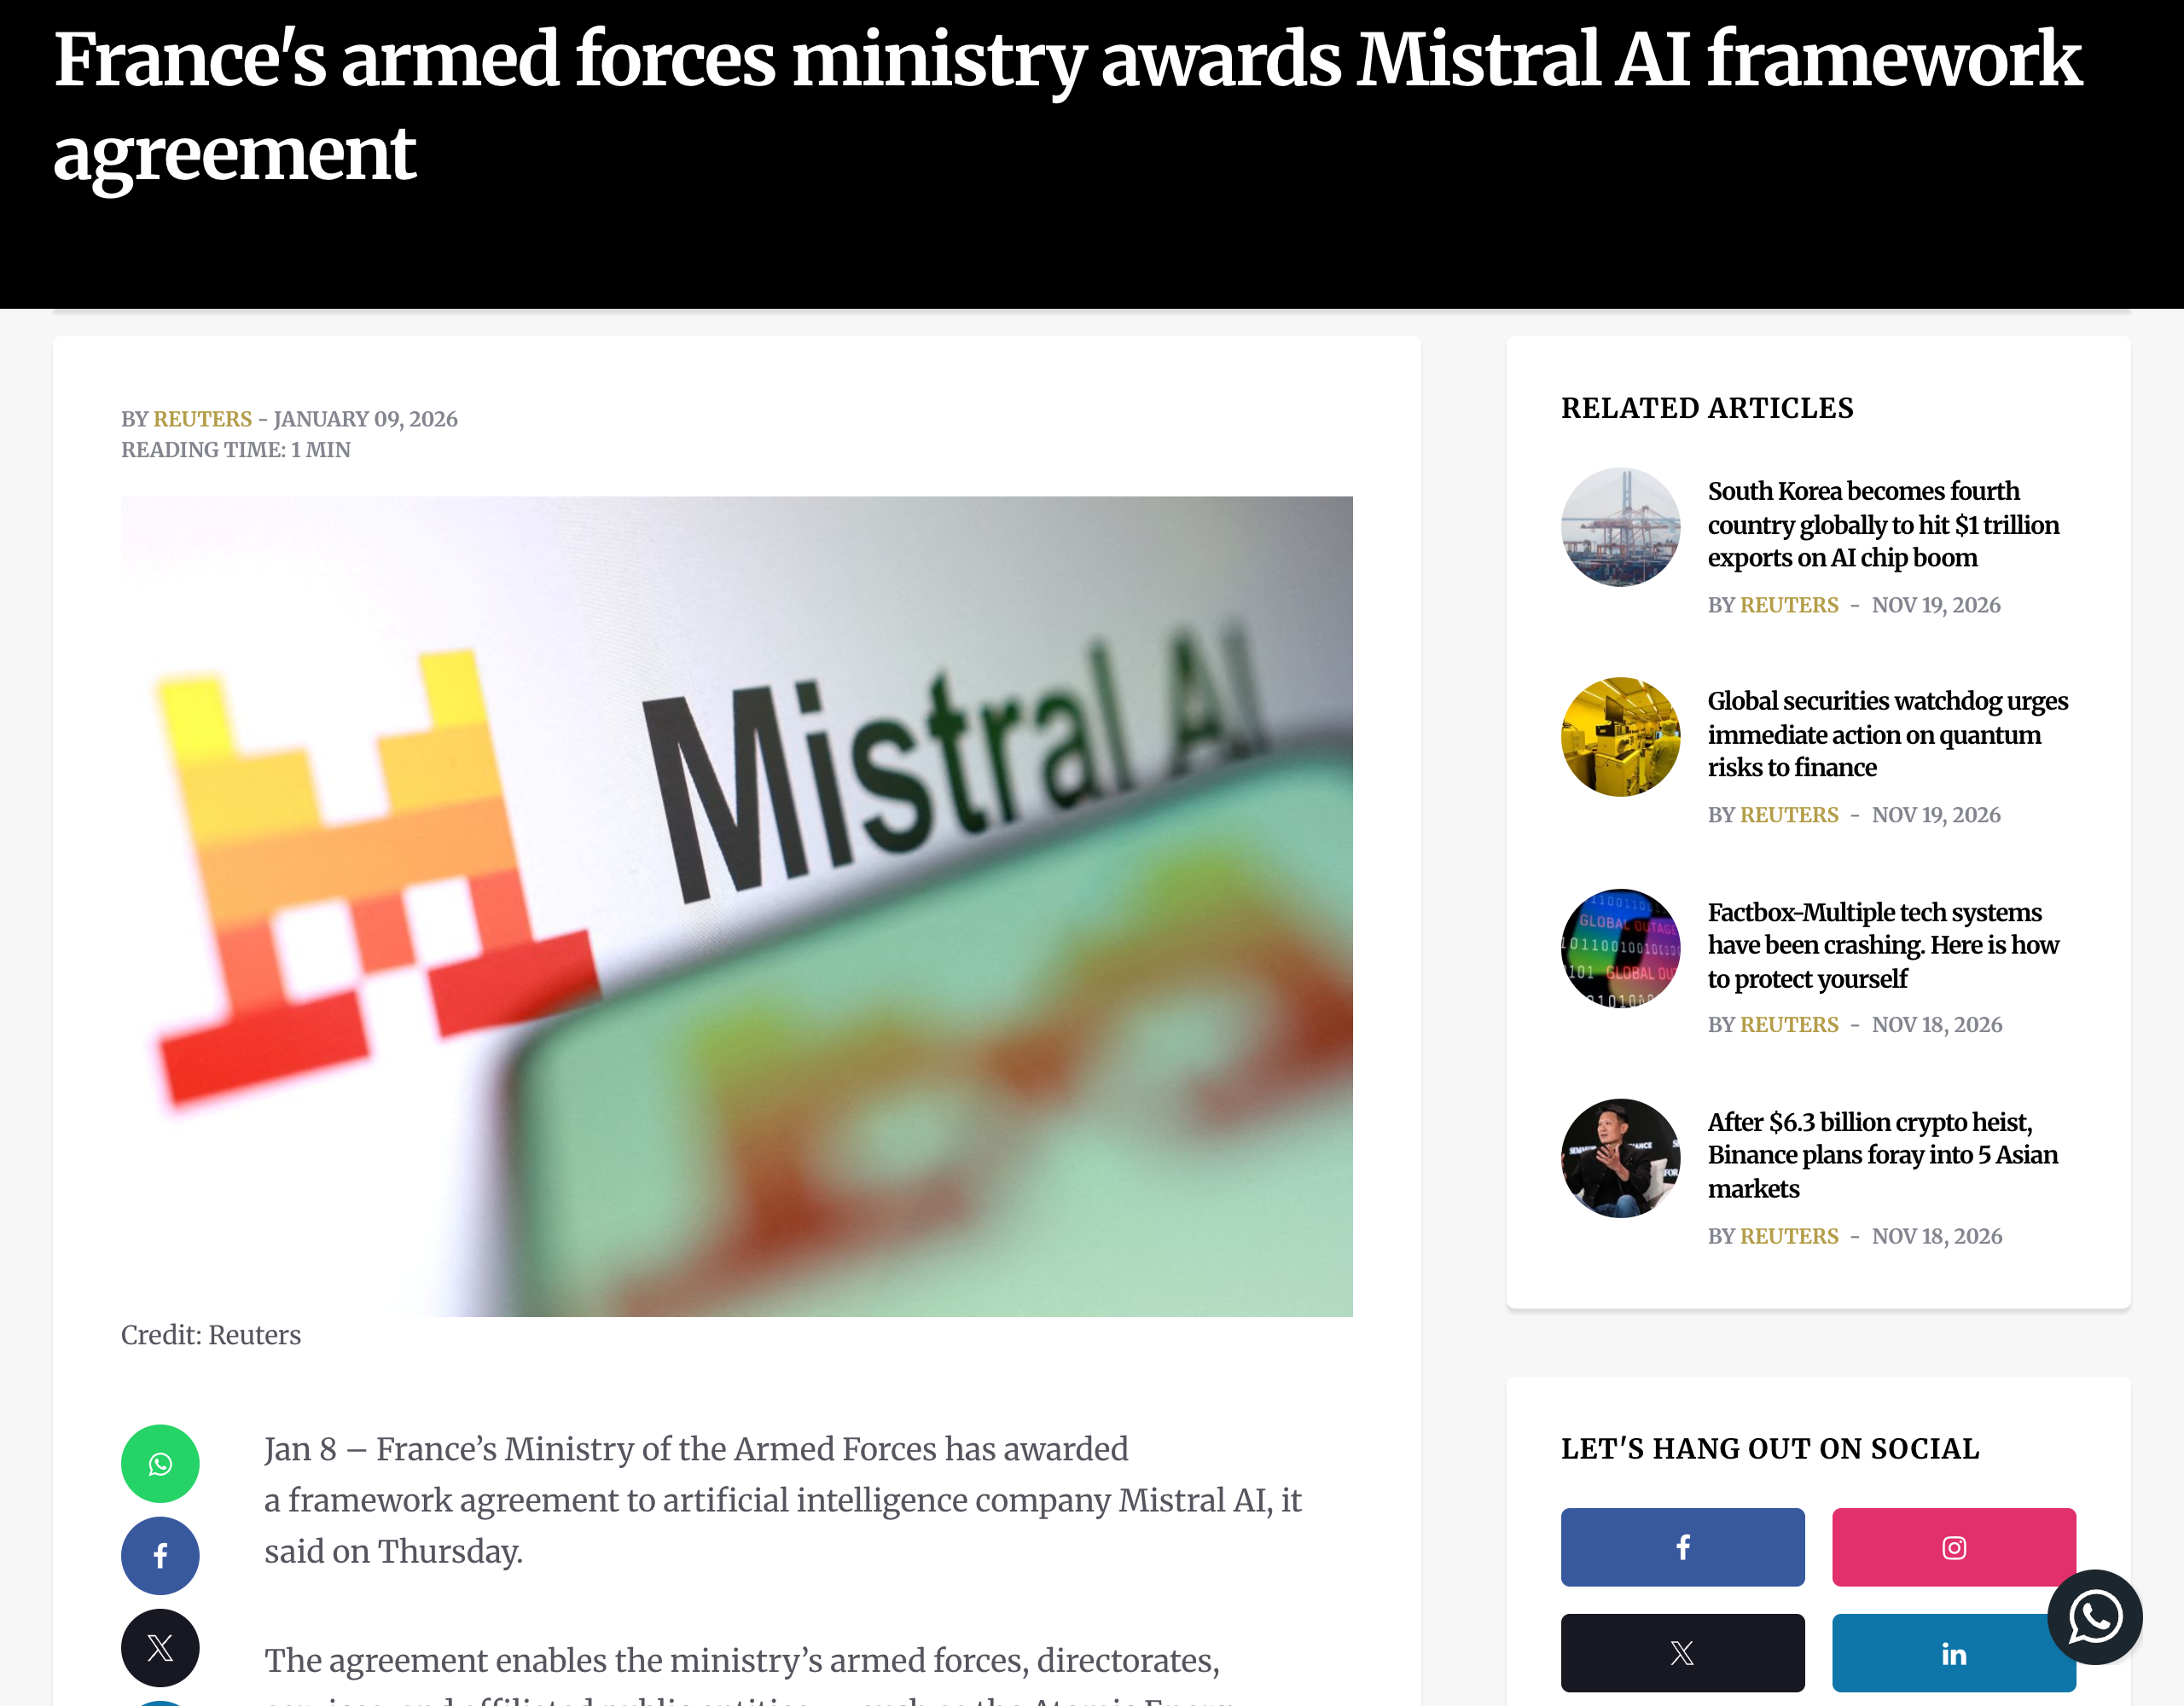 France's armed forces ministry awards Mistral AI framework
agreement
BY REUTERS - JANUARY 09, 2026
READING TIME: 1 MIN
Mistral AI
Credit: Reuters
Jan 8 – France’s Ministry of the Armed Forces has awarded
a framework agreement to artificial intelligence company Mistral AI, it
said on Thursday.
The agreement enables the ministry’s armed forces, directorates,
RELATED ARTICLES
South Korea becomes fourth
country globally to hit $1 trillion
exports on AI chip boom
BY REUTERS - NOV 19, 2026
Global securities watchdog urges
immediate action on quantum
risks to finance
BY REUTERS - NOV 19, 2026
GLOBAL OUTAGE
Factbox-Multiple tech systems
have been crashing. Here is how
to protect yourself
BY REUTERS - NOV 18, 2026
After $6.3 billion crypto heist,
Binance plans foray into 5 Asian
markets
BY REUTERS - NOV 18, 2026
LET'S HANG OUT ON SOCIAL